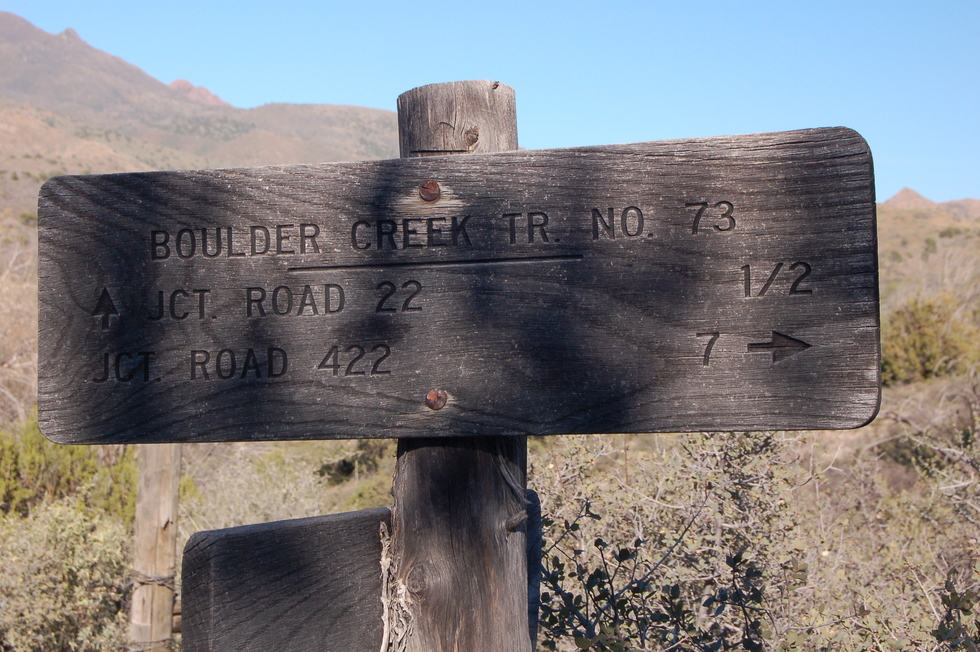 BOULDER CREEK TR. NO. 73
↑ JCT. ROAD 22 1/2
JCT. ROAD 422 7 →